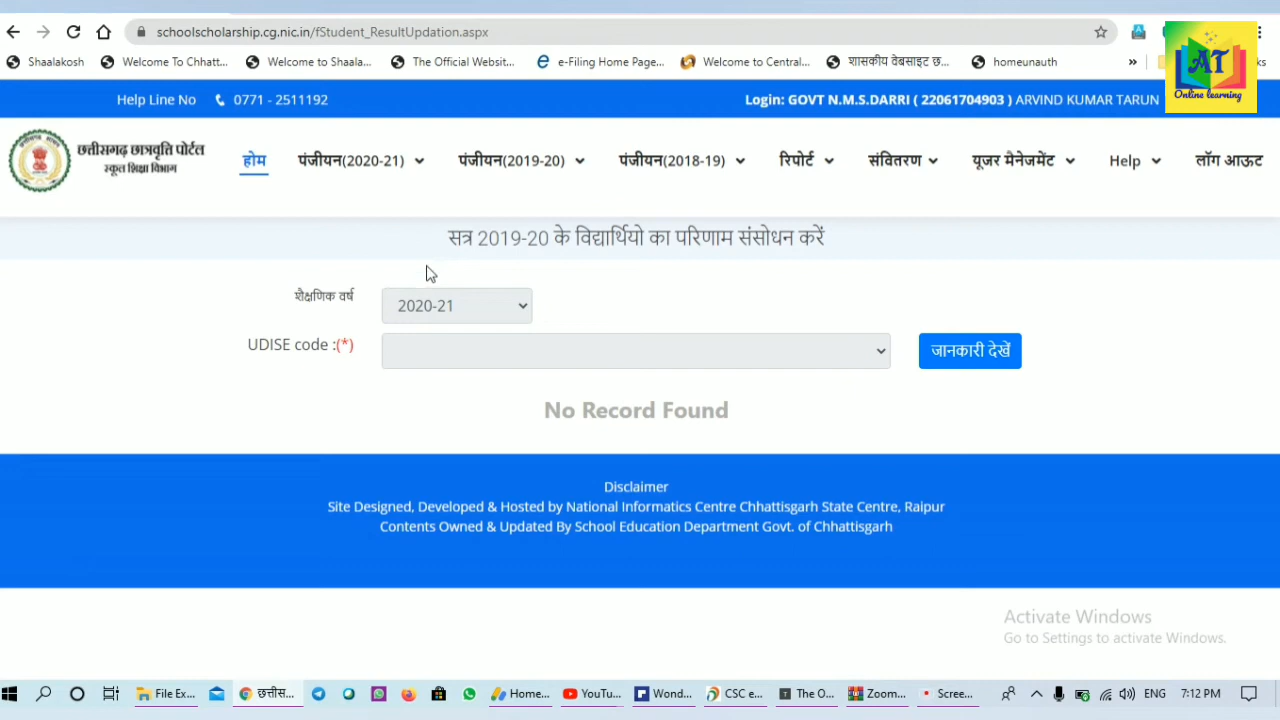 schoolscholarship.cg.nic.in/fStudent_ResultUpdation.aspx
Shaalakosh Welcome To Chhatt... Welcome to Shaala... The Official Websit... e-Filing Home Page... Welcome to Central... शासकीय वेबसाइट छ... homeunauth »
AT
Online learning
Help Line No 0771 - 2511192 Login: GOVT N.M.S.DARRI ( 22061704903 ) ARVIND KUMAR TARUN
छत्तीसगढ़ छात्रवृत्ति पोर्टल
स्कूल शिक्षा विभाग
होम पंजीयन(2020-21) पंजीयन(2019-20) पंजीयन(2018-19) रिपोर्ट संवितरण यूजर मैनेजमेंट Help लॉग आऊट
सत्र 2019-20 के विद्यार्थियो का परिणाम संसोधन करें
शैक्षणिक वर्ष 2020-21
UDISE code :(*) जानकारी देखें
No Record Found
Disclaimer
Site Designed, Developed & Hosted by National Informatics Centre Chhattisgarh State Centre, Raipur
Contents Owned & Updated By School Education Department Govt. of Chhattisgarh
Activate Windows
Go to Settings to activate Windows.
File Ex... छत्तीस... Home... YouTu... Wond... CSC e... The O... Zoom... Scree... ENG 7:12 PM